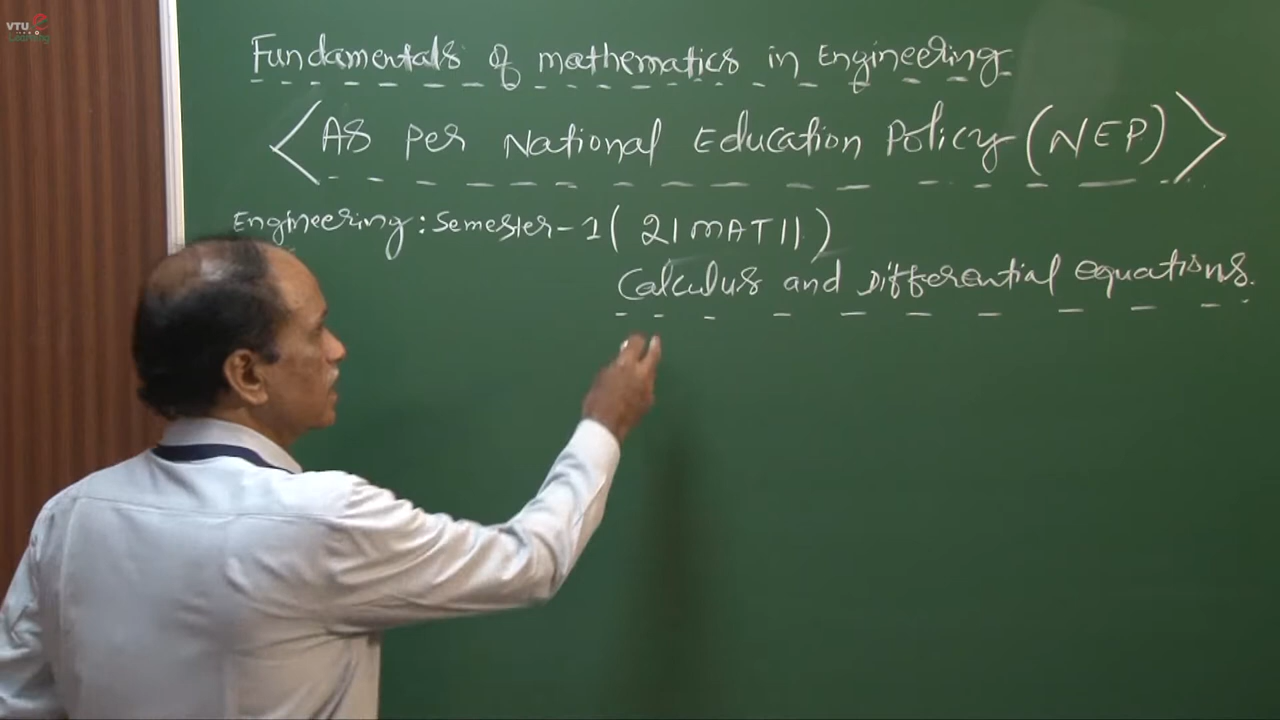 VTU e
Learning
Fundamentals of mathematics in Engineering
<As per National Education Policy (NEP)>
Engineering: Semester-1 (21MAT11)
Calculus and Differential equations.